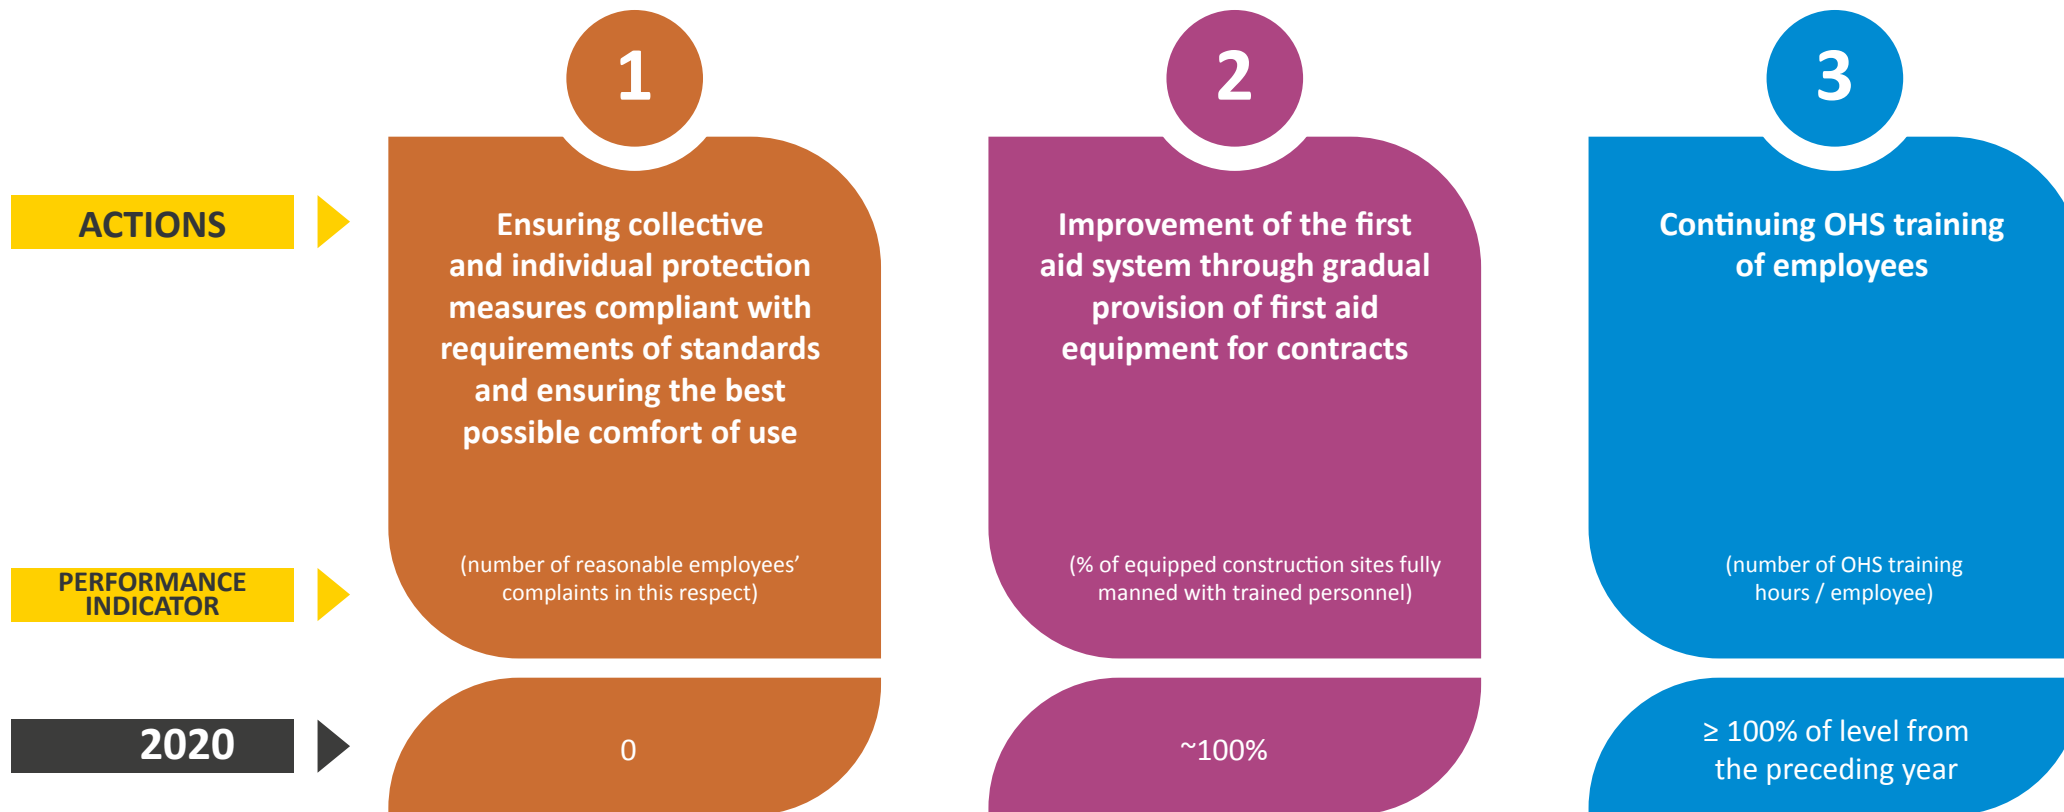 1
2
3
ACTIONS
Ensuring collective
and individual protection
measures compliant with
requirements of standards
and ensuring the best
possible comfort of use
Improvement of the first
aid system through gradual
provision of first aid
equipment for contracts
Continuing OHS training
of employees
PERFORMANCE
INDICATOR
(number of reasonable employees’
complaints in this respect)
(% of equipped construction sites fully
manned with trained personnel)
(number of OHS training
hours / employee)
2020
0
~100%
≥ 100% of level from
the preceding year